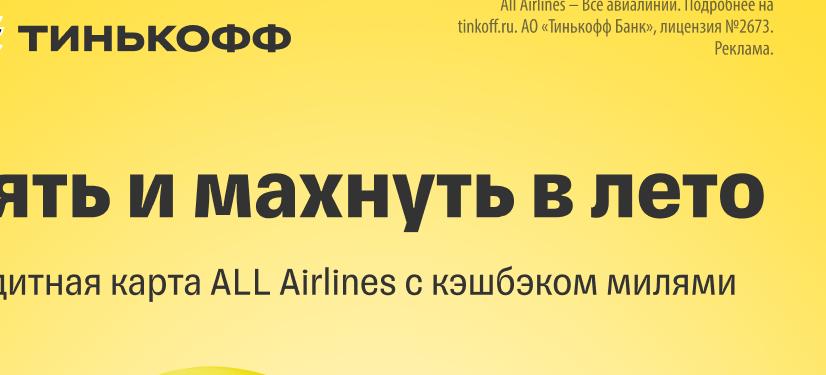 ТИНЬКОФФ
All Airlines – Все авиалинии. Подробнее на
tinkoff.ru. АО «Тинькофф Банк», лицензия №2673.
Реклама.
ять и махнуть в лето
дитная карта ALL Airlines с кэшбэком милями